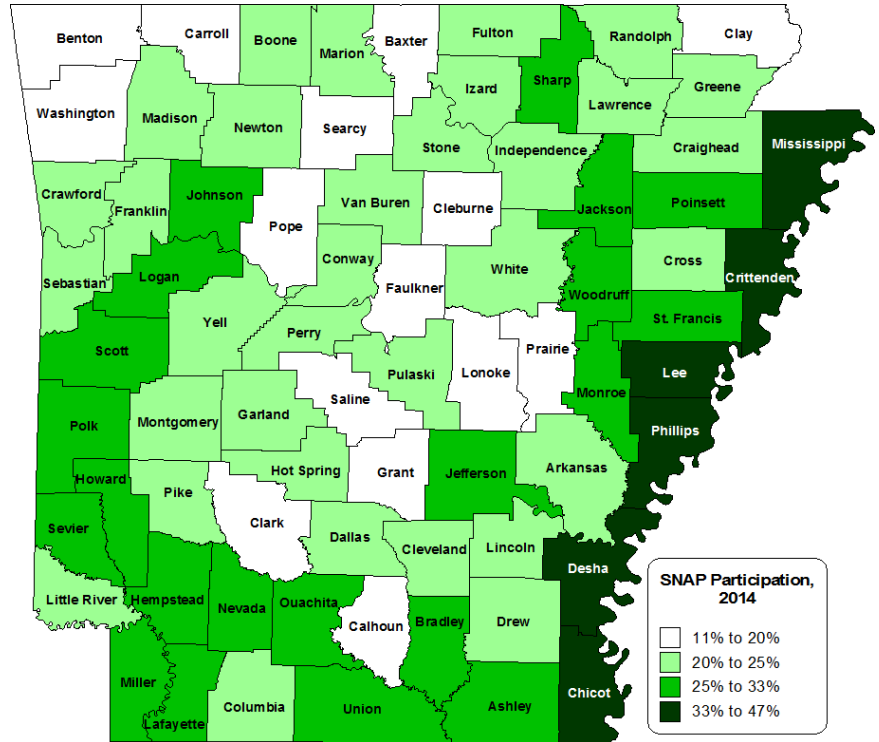 Benton
Carroll
Boone
Marion
Baxter
Fulton
Randolph
Clay
Sharp
Izard
Greene
Lawrence
Washington
Madison
Newton
Searcy
Stone
Independence
Craighead
Mississippi
Crawford
Franklin
Johnson
Pope
Van Buren
Cleburne
Jackson
Poinsett
Conway
White
Cross
Crittenden
Sebastian
Logan
Faulkner
Woodruff
St. Francis
Yell
Perry
Scott
Pulaski
Lonoke
Prairie
Lee
Monroe
Saline
Polk
Montgomery
Garland
Phillips
Hot Spring
Grant
Jefferson
Arkansas
Howard
Pike
Clark
Sevier
Dallas
Cleveland
Lincoln
Desha
Little River
Hempstead
Nevada
Ouachita
Calhoun
Bradley
Drew
Miller
Lafayette
Columbia
Union
Ashley
Chicot
SNAP Participation,
2014
11% to 20%
20% to 25%
25% to 33%
33% to 47%